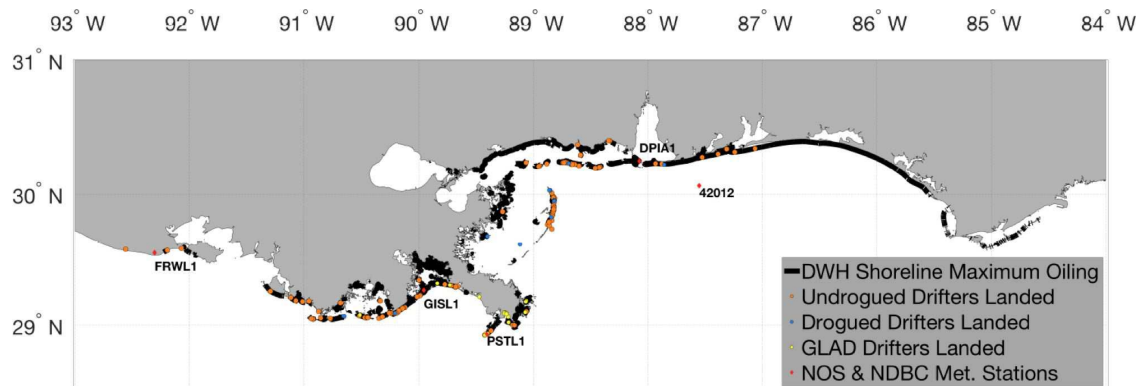 93° W 92° W 91° W 90° W 89° W 88° W 87° W 86° W 85° W 84° W
31° N
DPIA1
30° N
42012
FRWL1
DWH Shoreline Maximum Oiling
Undrogued Drifters Landed
GISL1
29° N
Drogued Drifters Landed
PSTL1
GLAD Drifters Landed
NOS & NDBC Met. Stations